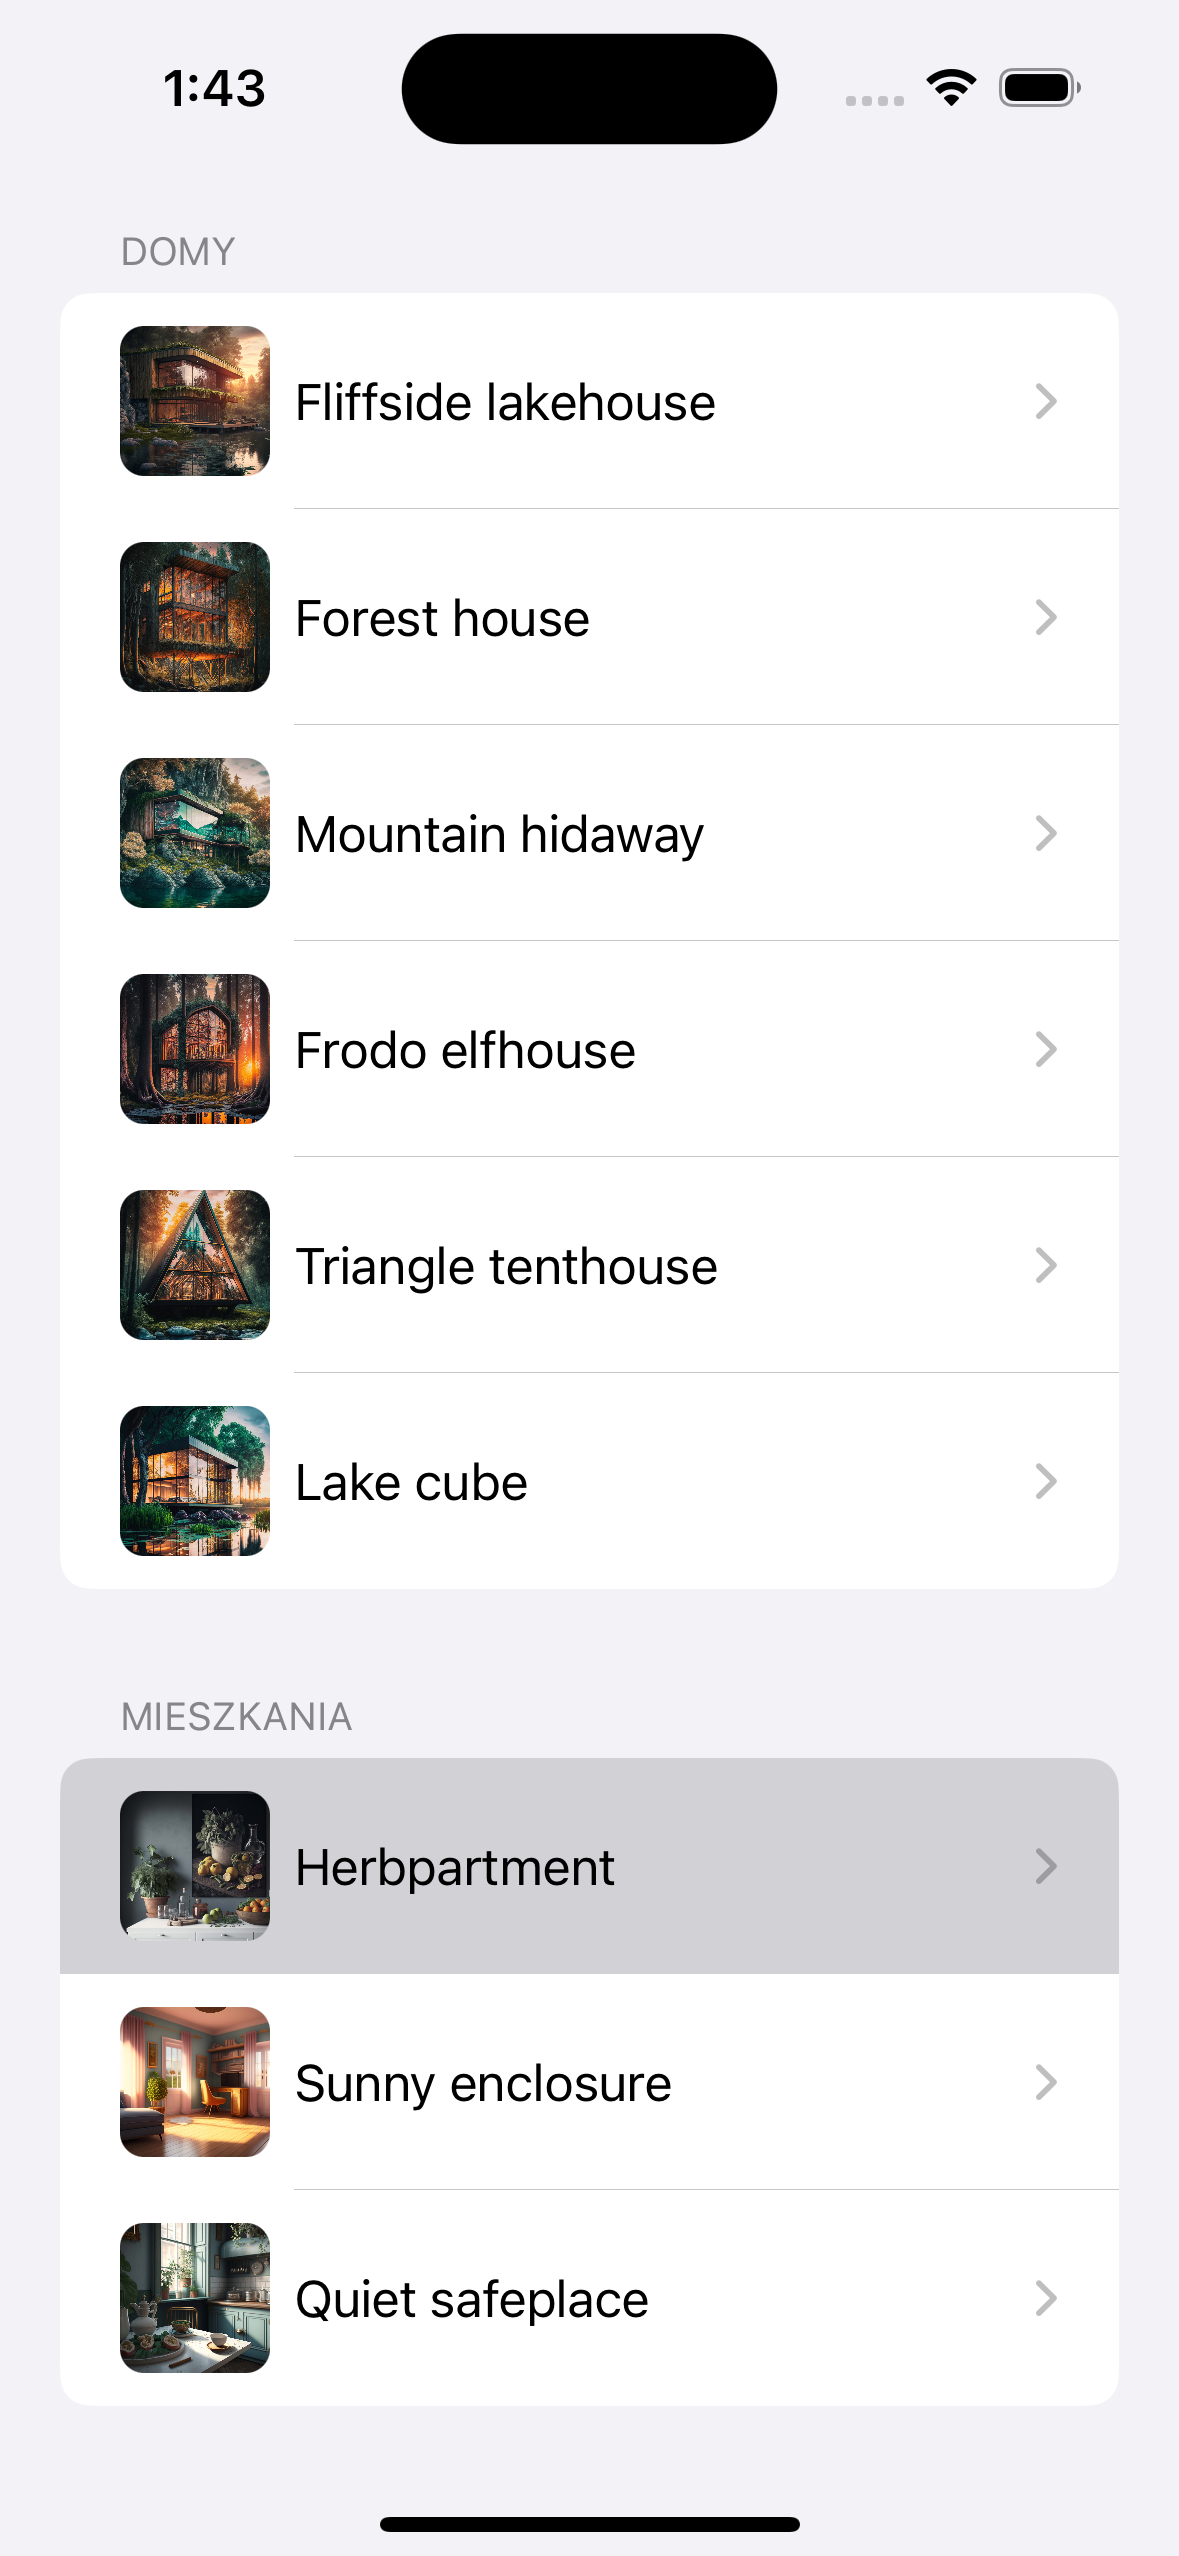 1:43
DOMY
Fliffside lakehouse
Forest house
Mountain hidaway
Frodo elfhouse
Triangle tenthouse
Lake cube
MIESZKANIA
Herbpartment
Sunny enclosure
Quiet safeplace